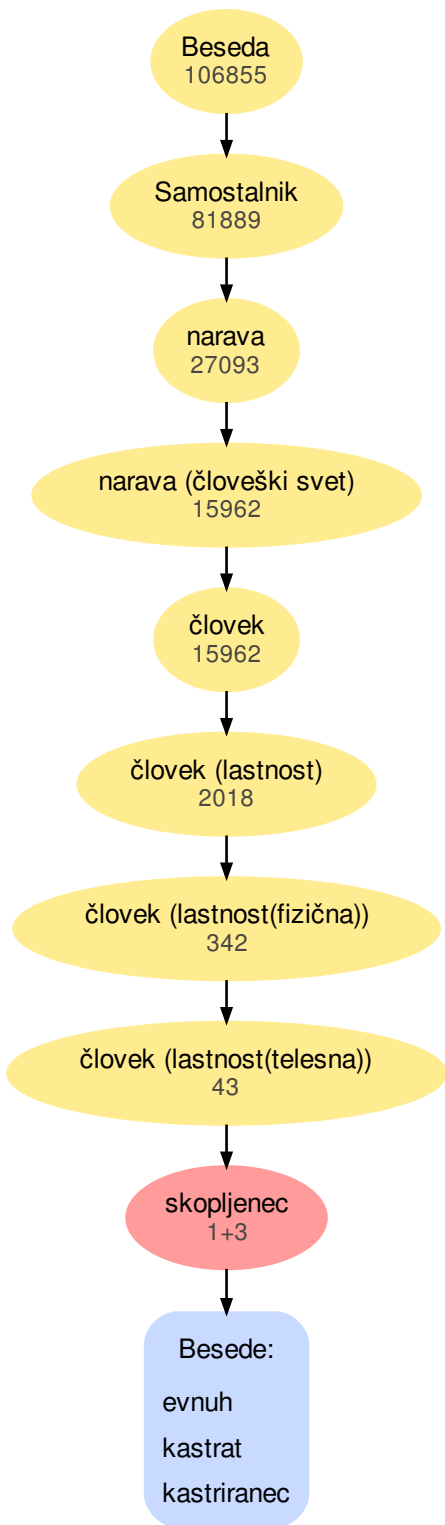 Beseda
106855
Samostalnik
81889
narava
27093
narava (človeški svet)
15962
človek
15962
človek (lastnost)
2018
človek (lastnost(fizična))
342
človek (lastnost(telesna))
43
skopljenec
1+3
Besede:
evnuh
kastrat
kastriranec